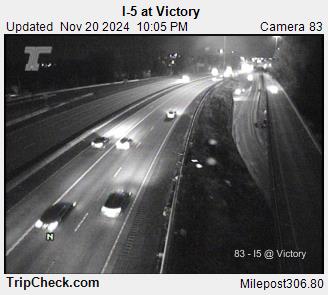 I-5 at Victory
Updated Nov 20 2024 10:05 PM Camera 83
T
N
83 - I5 @ Victory
TripCheck.com Milepost306.80